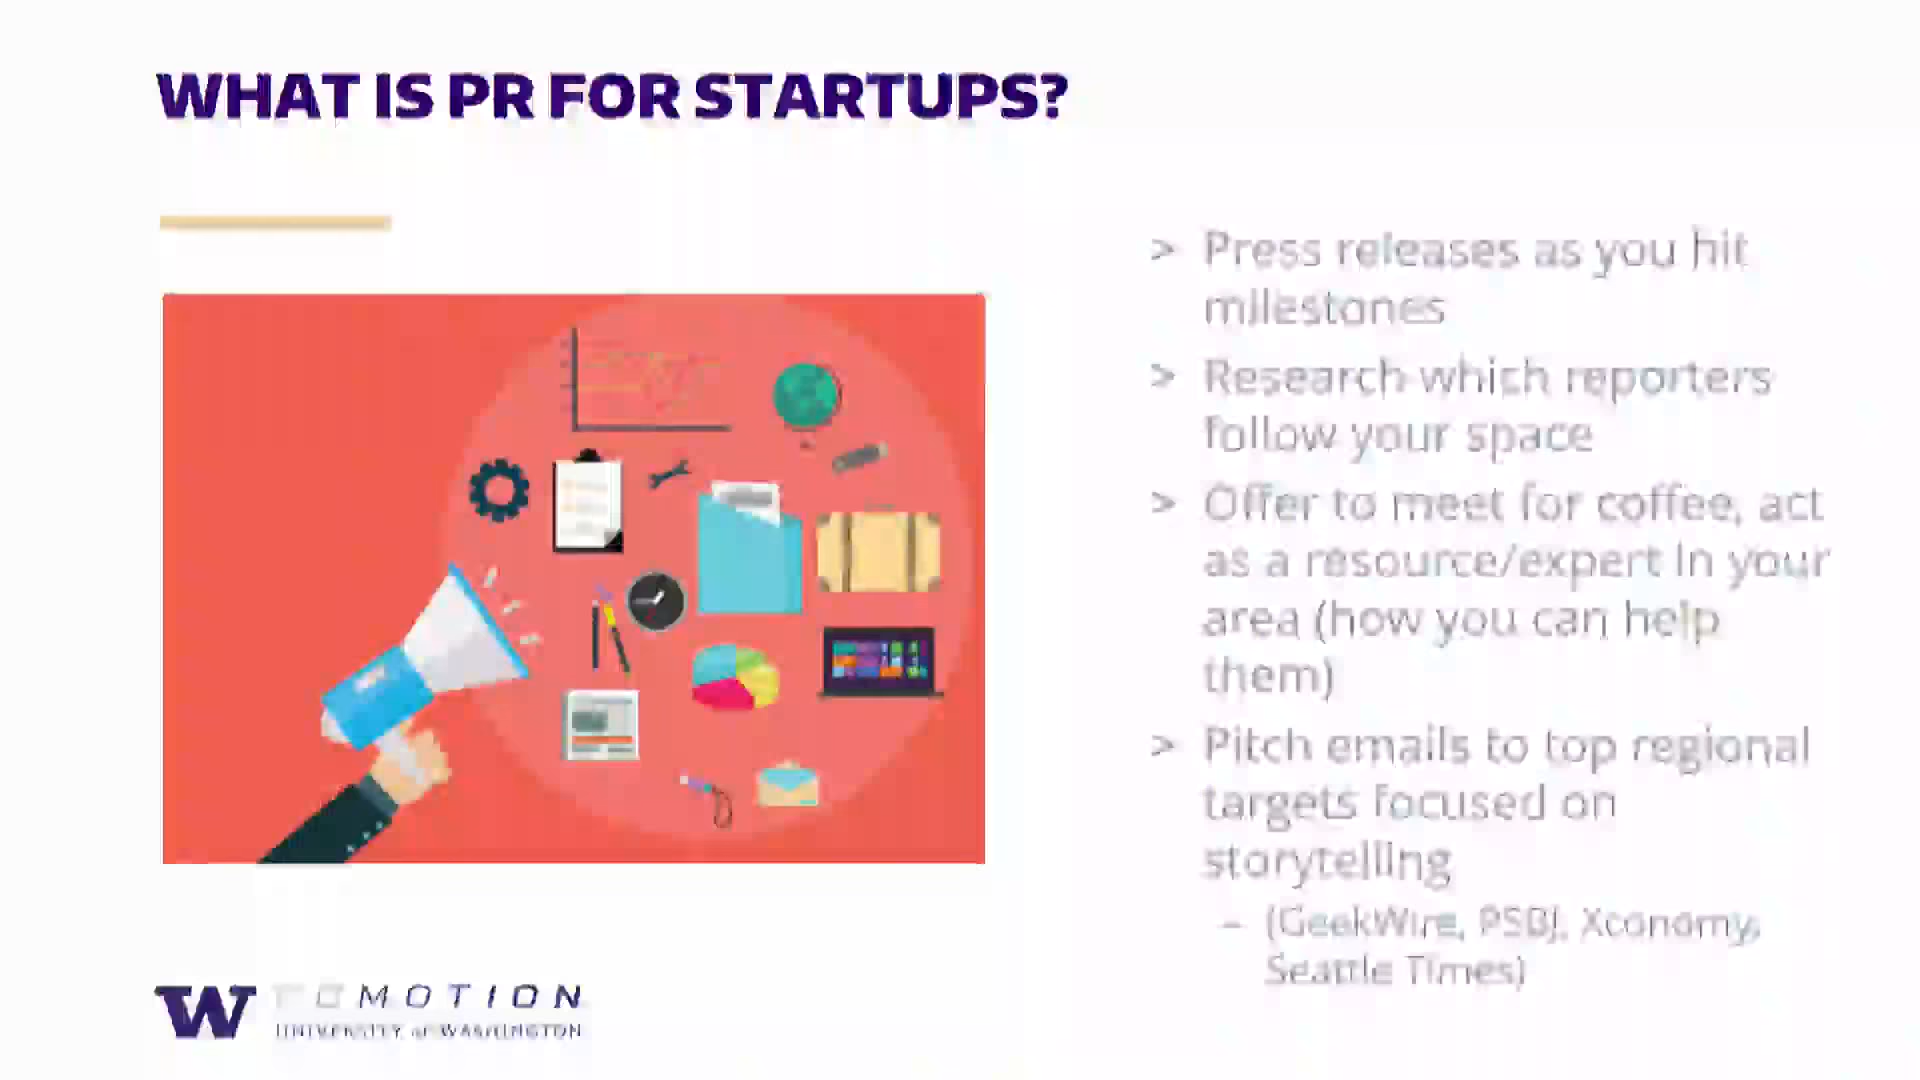 WHAT IS PR FOR STARTUPS?
> Press releases as you hit
milestones
> Research which reporters
follow your space
> Offer to meet for coffee, act
as a resource/expert in your
area (how you can help
them)
> Pitch emails to top regional
targets focused on
storytelling
– (GeekWire, PSBJ, Xconomy,
Seattle Times)
W COMOTION
UNIVERSITY of WASHINGTON